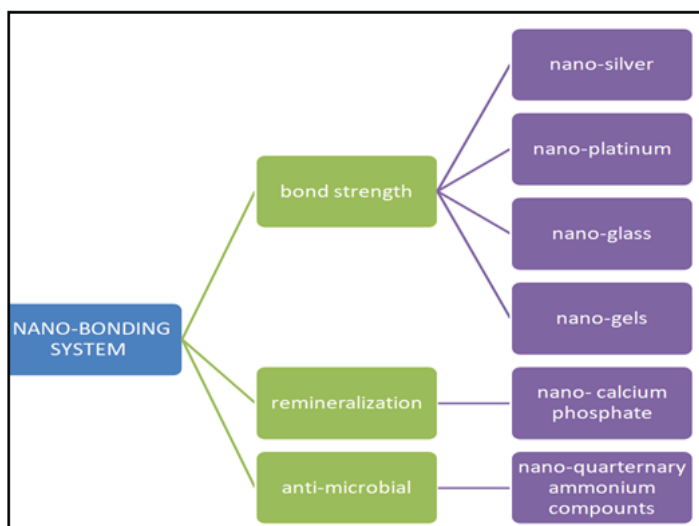 nano-silver
nano-platinum
bond strength
nano-glass
nano-gels
NANO-BONDING
SYSTEM
remineralization
nano- calcium
phosphate
anti-microbial
nano-quarternary
ammonium
compounts